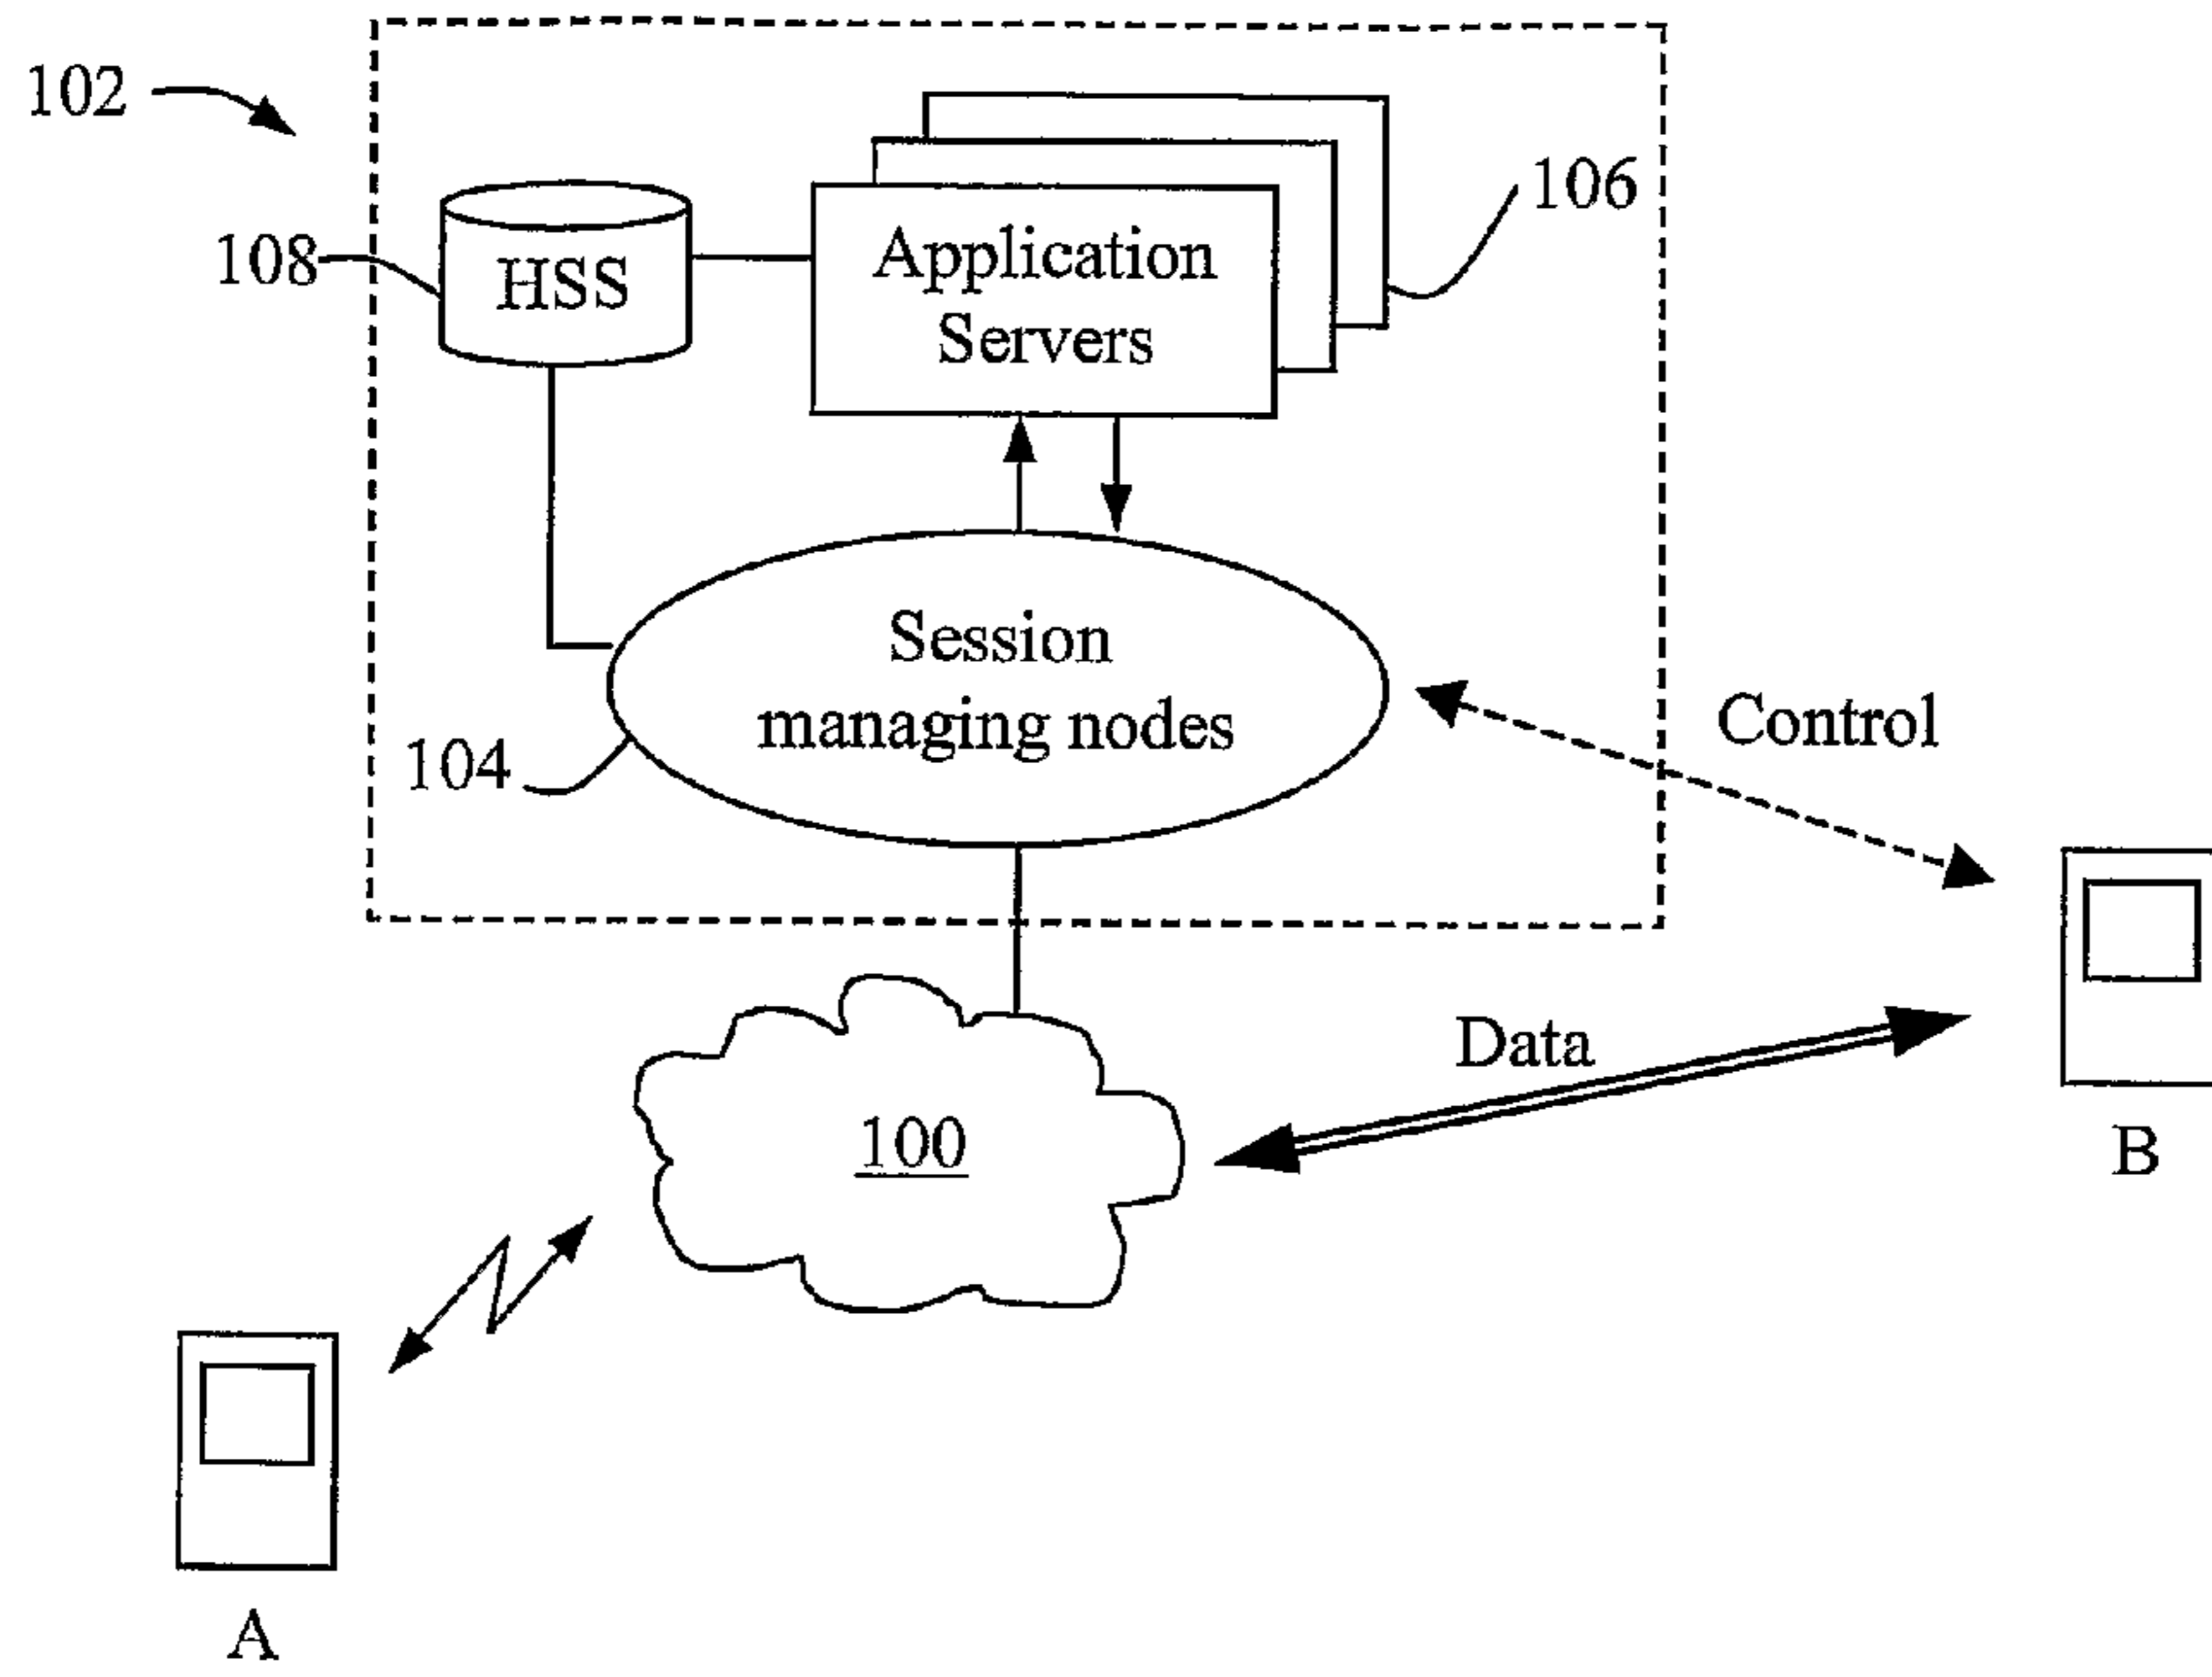 102
106
108
HSS
Application
Servers
Session
managing nodes
104
Control
Data
100
B
A